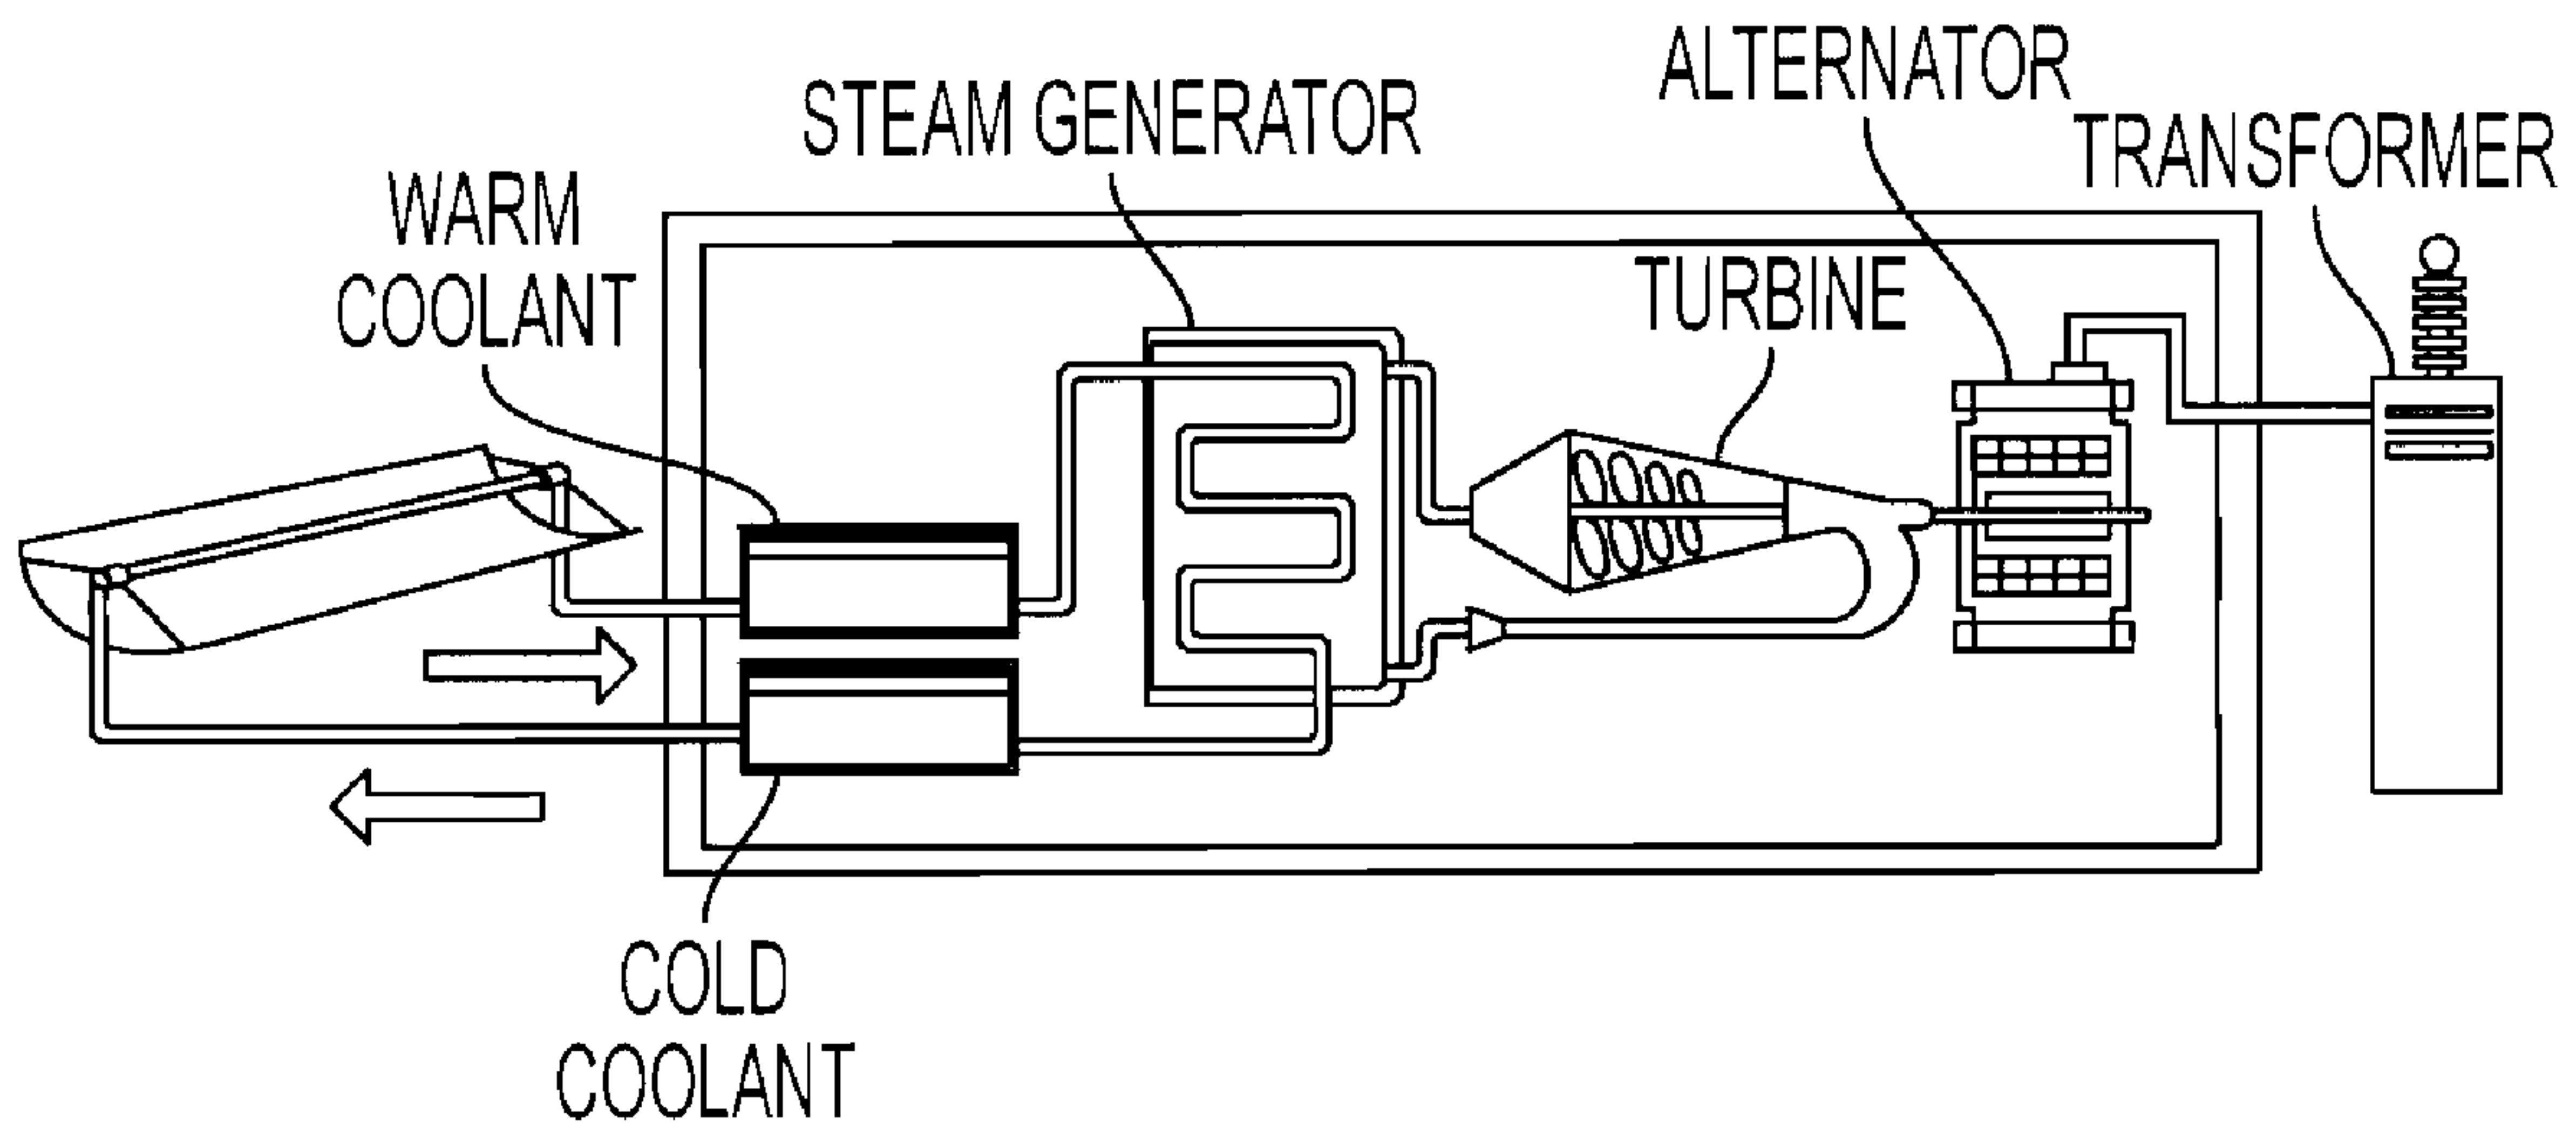 ALTERNATOR
STEAM GENERATOR
TRANSFORMER
WARM
COOLANT
TURBINE
COLD
COOLANT